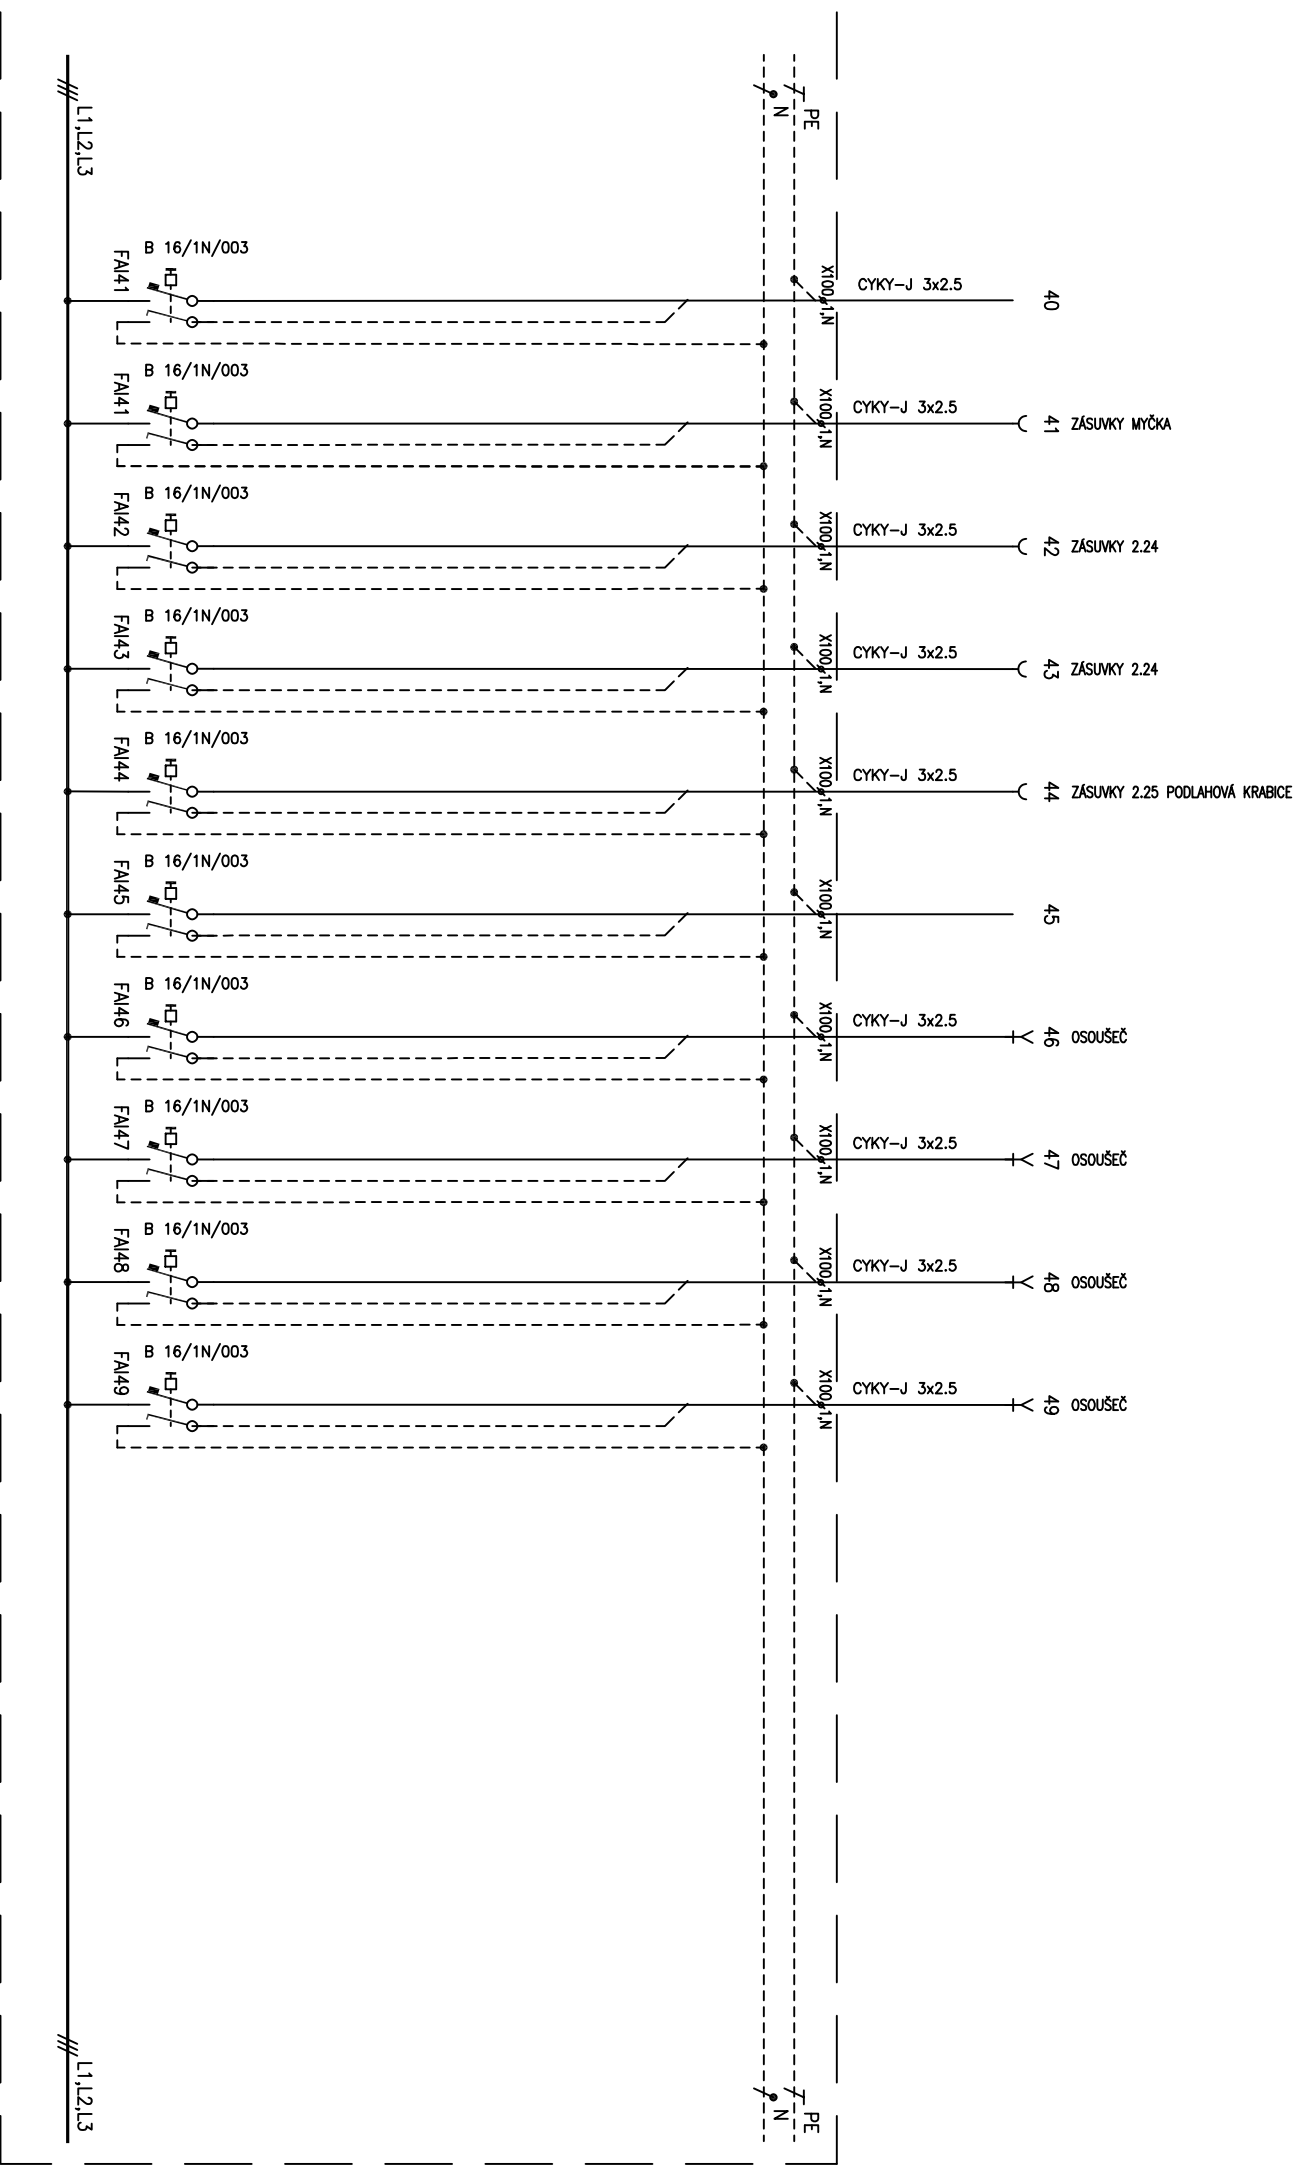 L1,L2,L3
N
PE
B 16/1N/003
FAI41
X100
1,N
CYKY-J 3x2.5
40
B 16/1N/003
FAI41
X100
1,N
CYKY-J 3x2.5
41 ZÁSUVKY MYČKA
B 16/1N/003
FAI42
X100
1,N
CYKY-J 3x2.5
42 ZÁSUVKY 2.24
B 16/1N/003
FAI43
X100
1,N
CYKY-J 3x2.5
43 ZÁSUVKY 2.24
B 16/1N/003
FAI44
X100
1,N
CYKY-J 3x2.5
44 ZÁSUVKY 2.25 PODLAHOVÁ KRABICE
B 16/1N/003
FAI45
X100
1,N
45
B 16/1N/003
FAI46
X100
1,N
CYKY-J 3x2.5
46 OSOUŠEČ
B 16/1N/003
FAI47
X100
1,N
CYKY-J 3x2.5
47 OSOUŠEČ
B 16/1N/003
FAI48
X100
1,N
CYKY-J 3x2.5
48 OSOUŠEČ
B 16/1N/003
FAI49
X100
1,N
CYKY-J 3x2.5
49 OSOUŠEČ
L1,L2,L3
N
PE